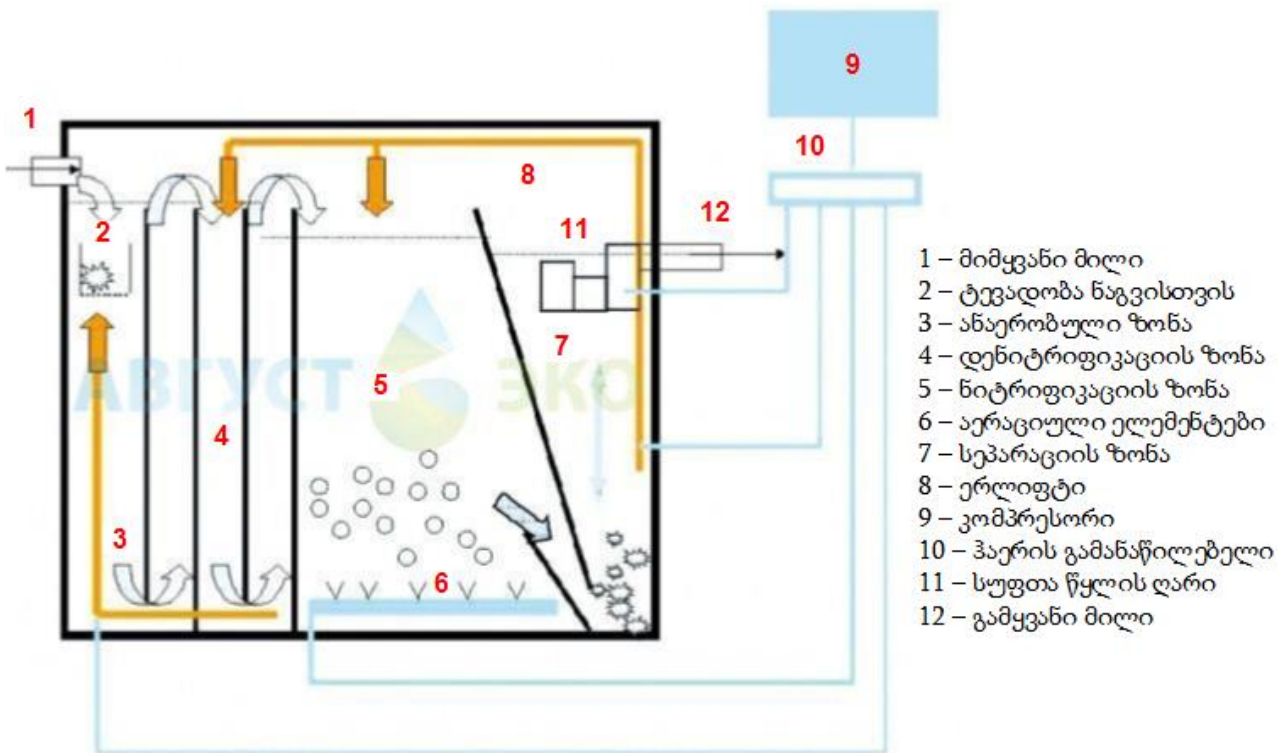 9
1
10
8
12
2
11
7
АВГУСТ ЭКО
5
4
3
6
1 – მიმყვანი მილი
2 – ტევადობა ნაგვისთვის
3 – ანაერობული ზონა
4 – დენიტრიფიკაციის ზონა
5 – ნიტრიფიკაციის ზონა
6 – აერაციული ელემენტები
7 – სეპარაციის ზონა
8 – ერლიფტი
9 – კომპრესორი
10 – ჰაერის გამანაწილებელი
11 – სუფთა წყლის ღარი
12 – გამყვანი მილი